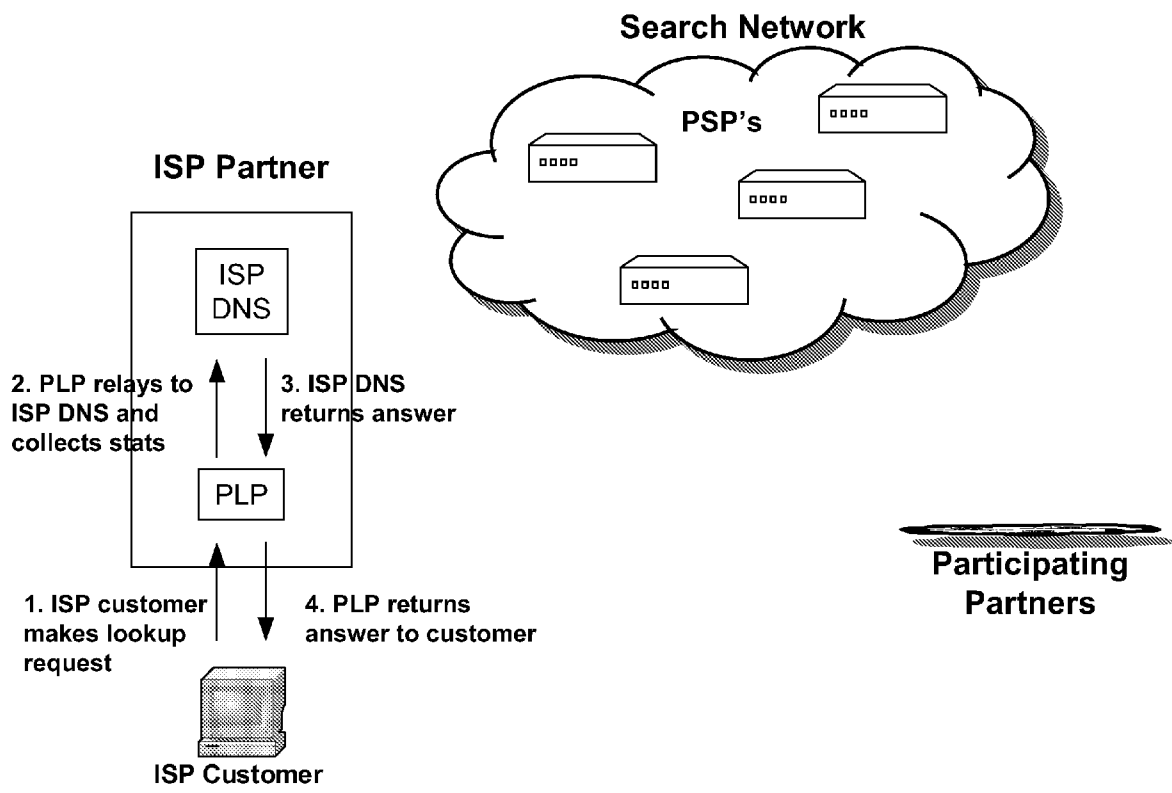 Search Network
PSP's
ISP Partner
ISP
DNS
2. PLP relays to
ISP DNS and
collects stats
3. ISP DNS
returns answer
PLP
1. ISP customer
makes lookup
request
4. PLP returns
answer to customer
ISP Customer
Participating
Partners